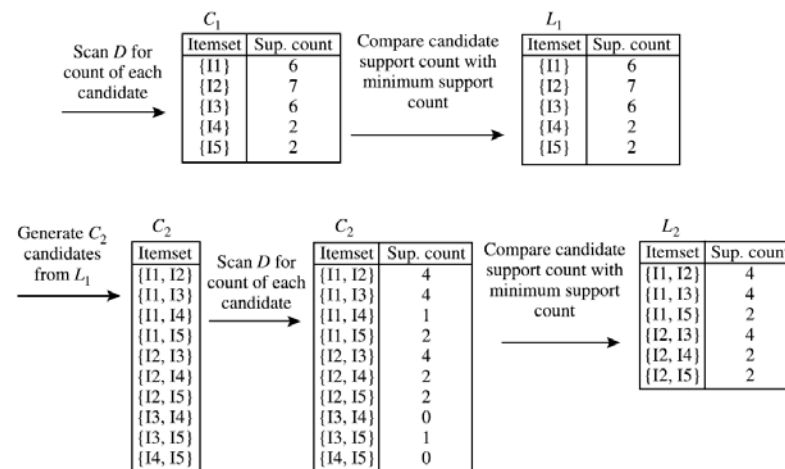 C1
L1
Scan D for
count of each
candidate
Itemset Sup. count
{I1} 6
{I2} 7
{I3} 6
{I4} 2
{I5} 2
Compare candidate
support count with
minimum support
count
Itemset Sup. count
{I1} 6
{I2} 7
{I3} 6
{I4} 2
{I5} 2
Generate C2
candidates
from L1
C2
Itemset
{I1, I2}
{I1, I3}
{I1, I4}
{I1, I5}
{I2, I3}
{I2, I4}
{I2, I5}
{I3, I4}
{I3, I5}
{I4, I5}
Scan D for
count of each
candidate
C2
Itemset Sup. count
{I1, I2} 4
{I1, I3} 4
{I1, I4} 1
{I1, I5} 2
{I2, I3} 4
{I2, I4} 2
{I2, I5} 2
{I3, I4} 0
{I3, I5} 1
{I4, I5} 0
Compare candidate
support count with
minimum support
count
L2
Itemset Sup. count
{I1, I2} 4
{I1, I3} 4
{I1, I5} 2
{I2, I3} 4
{I2, I4} 2
{I2, I5} 2